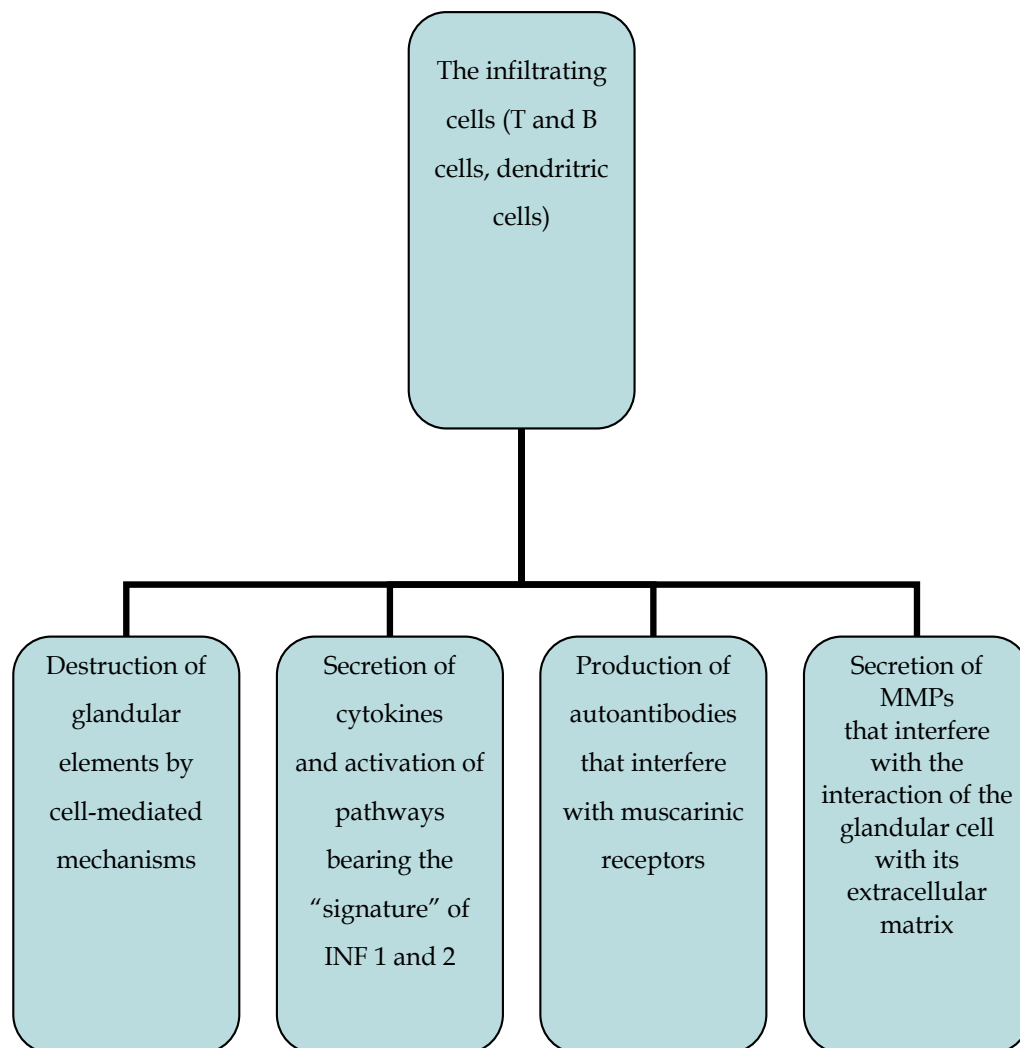 The infiltrating
cells (T and B
cells, dendritric
cells)
Destruction of
glandular
elements by
cell-mediated
mechanisms
Secretion of
cytokines
and activation of
pathways
bearing the
“signature” of
INF 1 and 2
Production of
autoantibodies
that interfere
with muscarinic
receptors
Secretion of
MMPs
that interfere
with the
interaction of the
glandular cell
with its
extracellular
matrix